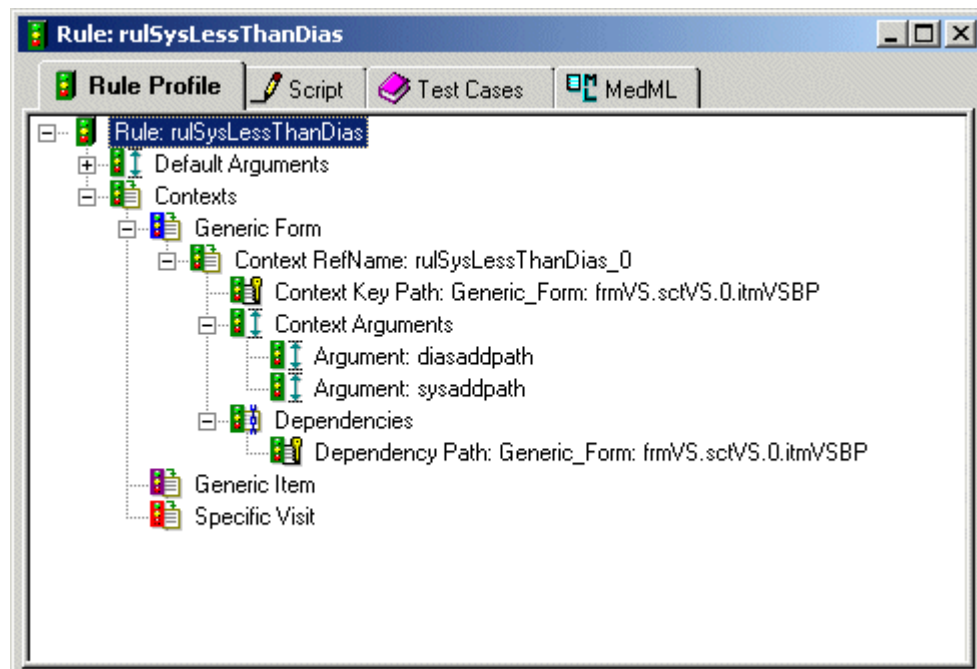 Rule: rulSysLessThanDias
Rule Profile Script Test Cases MedML
Rule: rulSysLessThanDias
Default Arguments
Contexts
Generic Form
Context RefName: rulSysLessThanDias_0
Context Key Path: Generic_Form: frmVS.sctVS.0.itmVSBP
Context Arguments
Argument: diasaddpath
Argument: sysaddpath
Dependencies
Dependency Path: Generic_Form: frmVS.sctVS.0.itmVSBP
Generic Item
Specific Visit